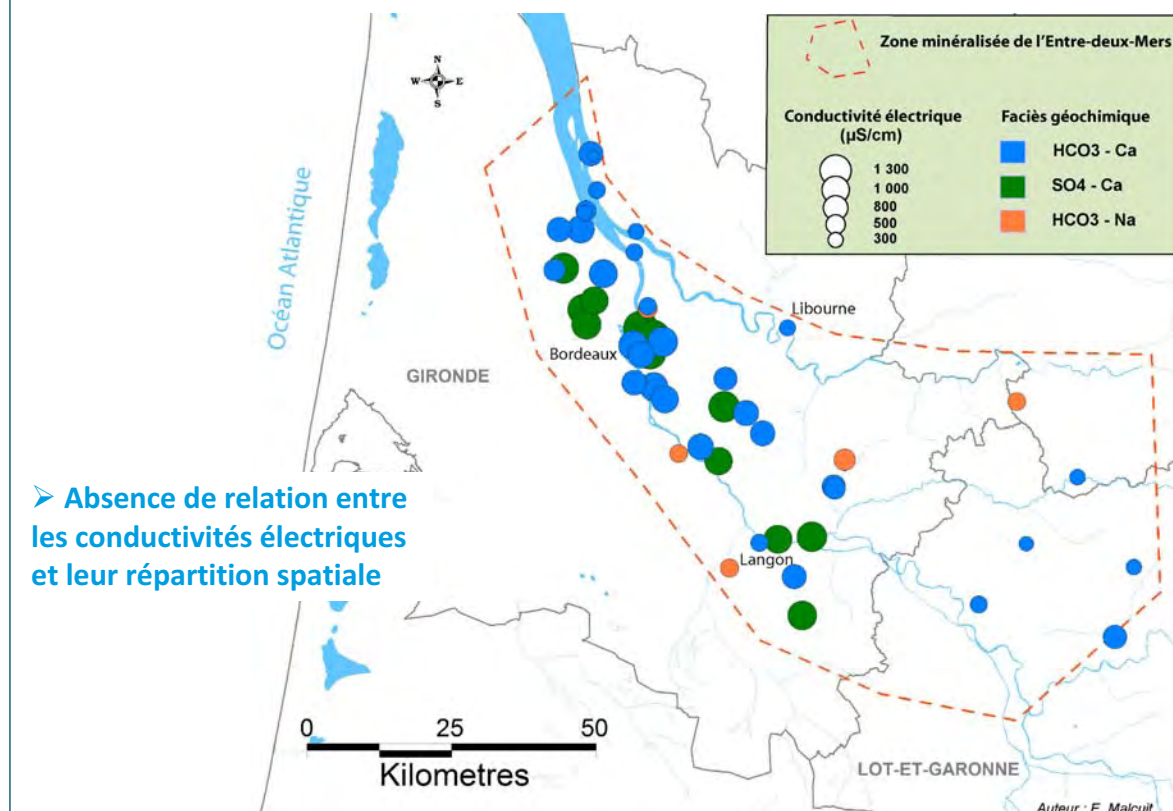 Zone minéralisée de l'Entre-deux-Mers
Conductivité électrique
(µS/cm)
1 300
1 000
800
500
300
Faciès géochimique
HCO3 - Ca
SO4 - Ca
HCO3 - Na
N
W
E
S
Océan Atlantique
Libourne
Bordeaux
GIRONDE
➤ Absence de relation entre
les conductivités électriques
et leur répartition spatiale
Langon
0 25 50
Kilometres
LOT-ET-GARONNE
Auteur : F. Malcuit